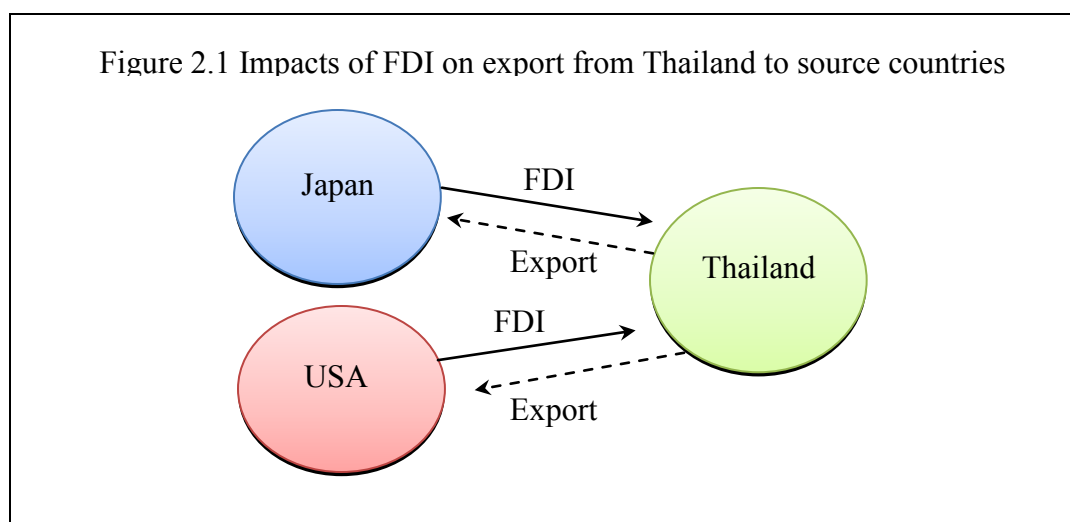 Figure 2.1 Impacts of FDI on export from Thailand to source countries
Japan
FDI
Export
Thailand
FDI
USA
Export